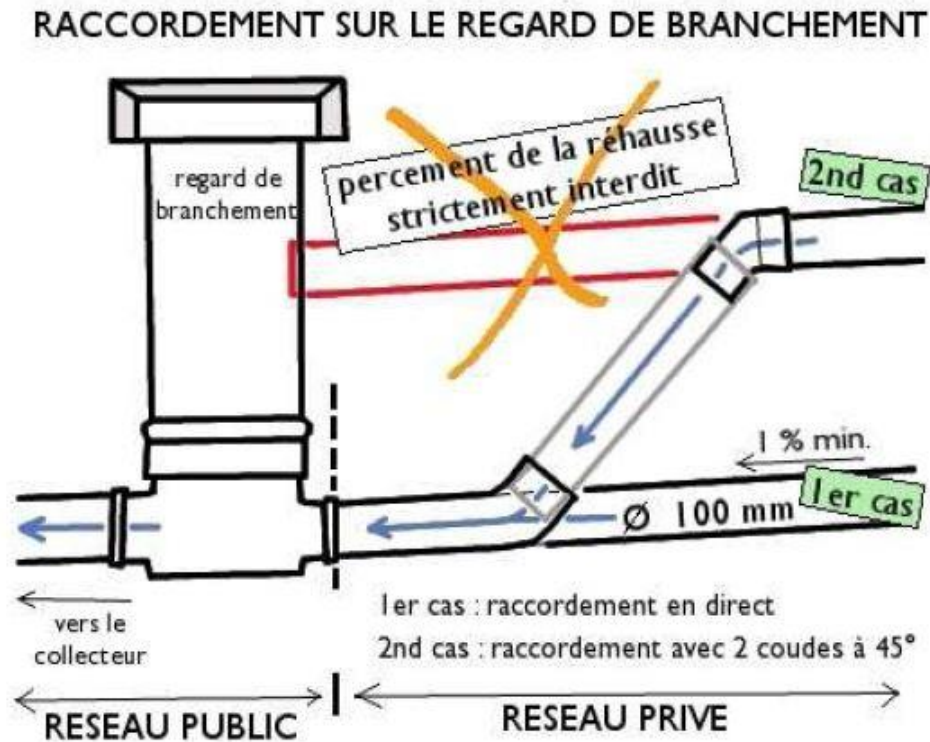 RACCORDEMENT SUR LE REGARD DE BRANCHEMENT
regard de
branchement
percement de la réhausse
strictement interdit
2nd cas
1 % min.
1er cas
Ø 100 mm
vers le
collecteur
1er cas : raccordement en direct
2nd cas : raccordement avec 2 coudes à 45°
RESEAU PUBLIC
RESEAU PRIVE